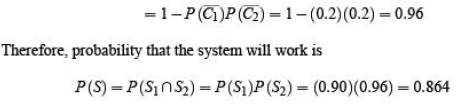 = 1 − P(C̅₁)P(C̅₂) = 1 − (0.2)(0.2) = 0.96
Therefore, probability that the system will work is
P(S) = P(S₁ ∩ S₂) = P(S₁)P(S₂) = (0.90)(0.96) = 0.864